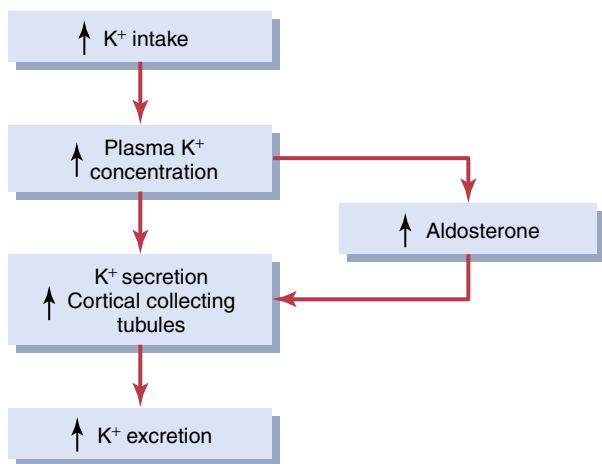 ↑ K⁺ intake
↑ Plasma K⁺
concentration
↑ Aldosterone
K⁺ secretion
↑ Cortical collecting
tubules
↑ K⁺ excretion